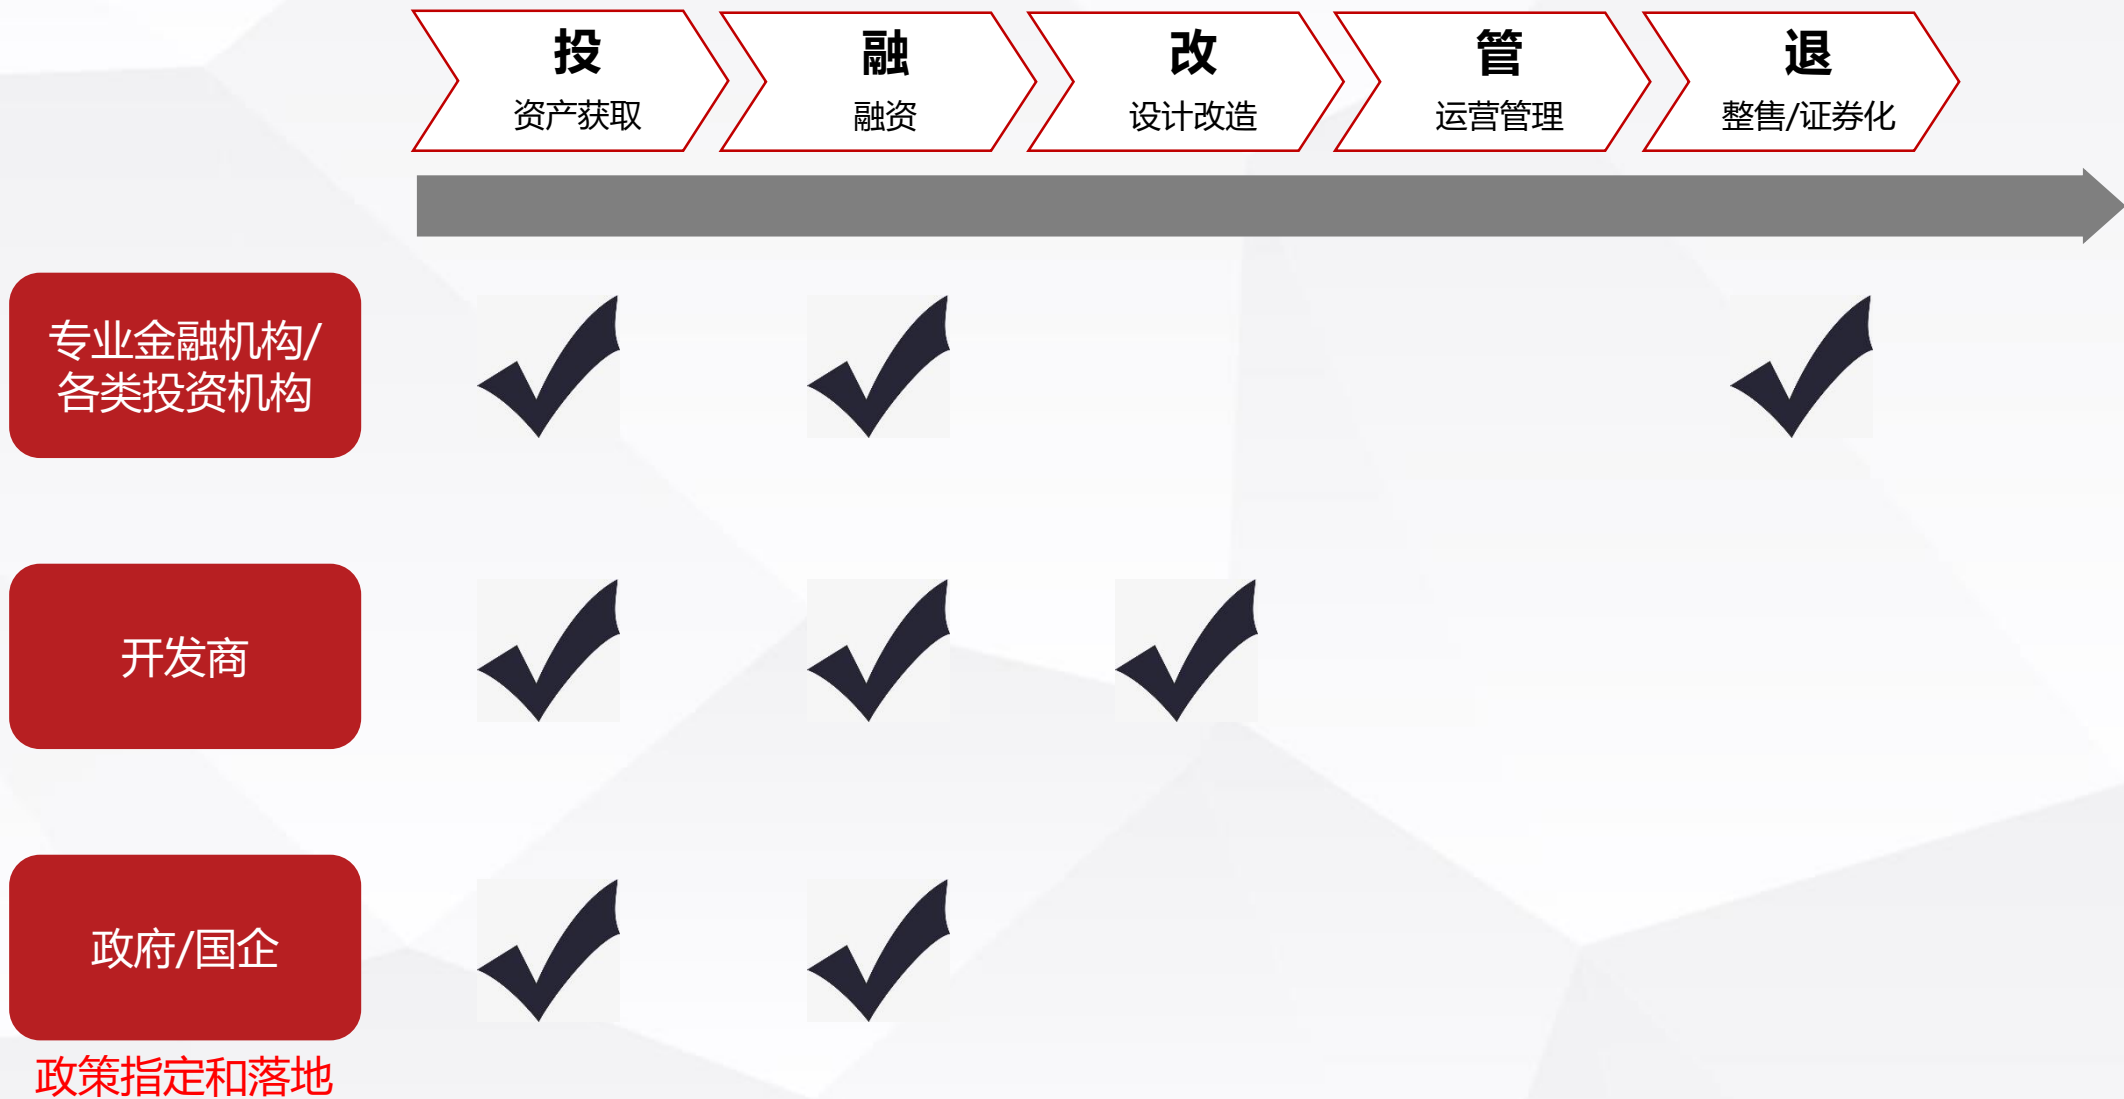 投
资产获取
融
融资
改
设计改造
管
运营管理
退
整售/证券化
专业金融机构/
各类投资机构
开发商
政府/国企
政策指定和落地